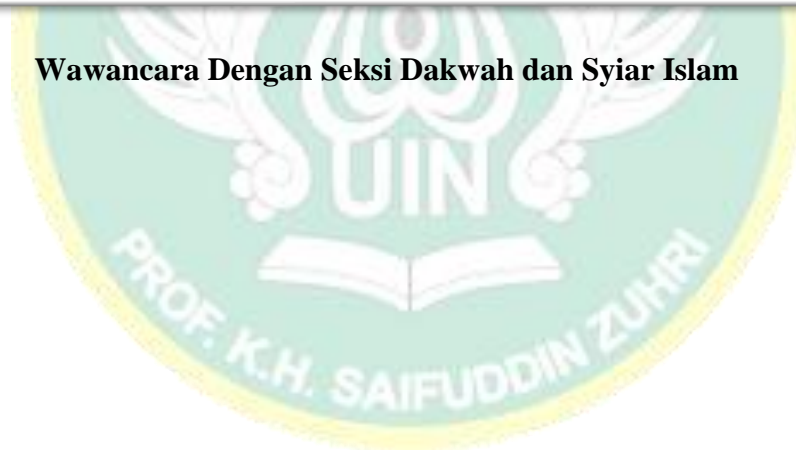 Wawancara Dengan Seksi Dakwah dan Syiar Islam
UIN
PROF. K.H. SAIFUDDIN ZUHRI